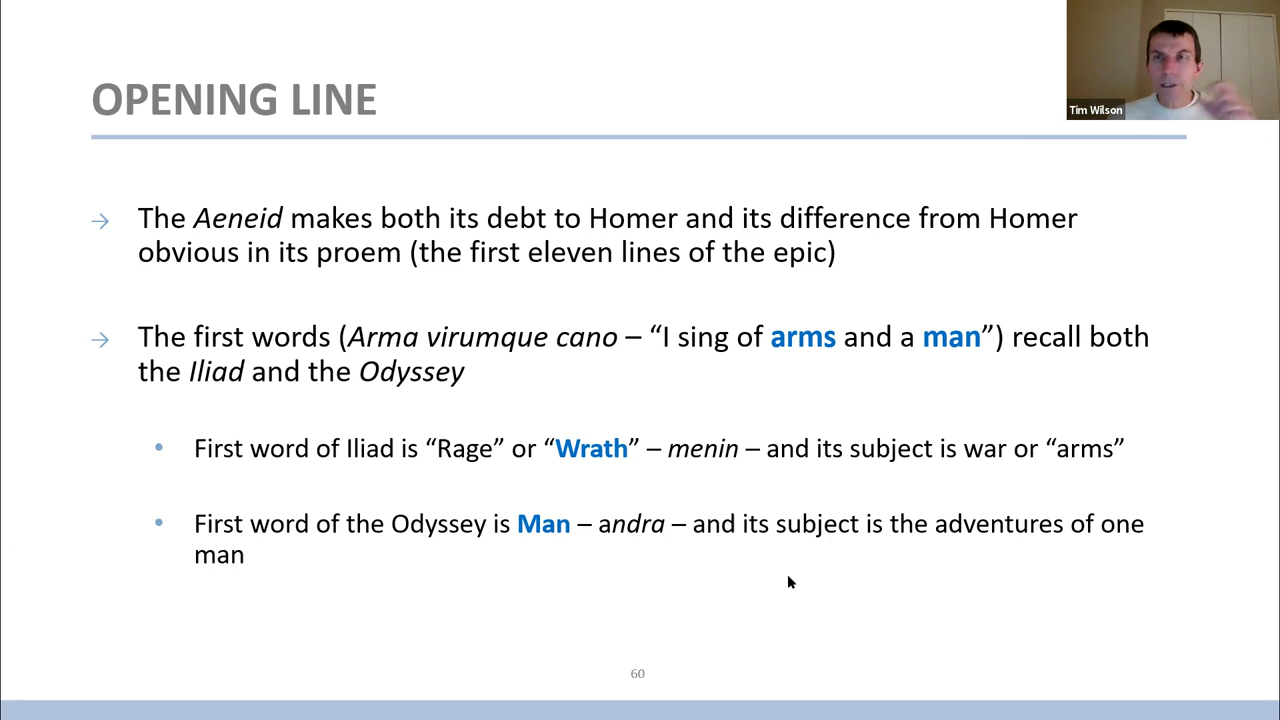 OPENING LINE
Tim Wilson
→ The Aeneid makes both its debt to Homer and its difference from Homer
obvious in its proem (the first eleven lines of the epic)
→ The first words (Arma virumque cano – “I sing of arms and a man”) recall both
the Iliad and the Odyssey
• First word of Iliad is “Rage” or “Wrath” – menin – and its subject is war or “arms”
• First word of the Odyssey is Man – andra – and its subject is the adventures of one
man
60